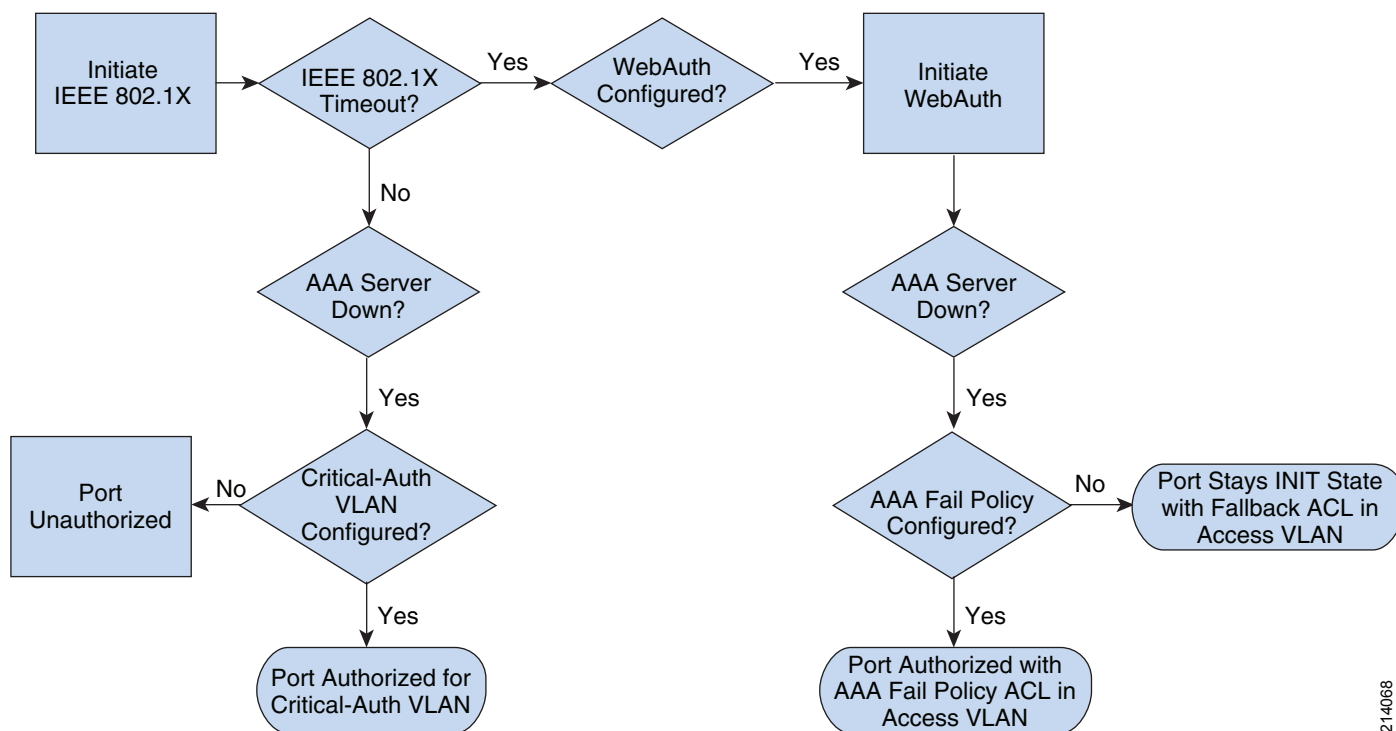 Initiate
IEEE 802.1X
IEEE 802.1X
Timeout?
Yes
WebAuth
Configured?
Yes
Initiate
WebAuth
No
AAA Server
Down?
AAA Server
Down?
Yes
Yes
Port
Unauthorized
No
Critical-Auth
VLAN
Configured?
AAA Fail Policy
Configured?
No
Port Stays INIT State
with Fallback ACL in
Access VLAN
Yes
Yes
Port Authorized for
Critical-Auth VLAN
Port Authorized with
AAA Fail Policy ACL in
Access VLAN
214068